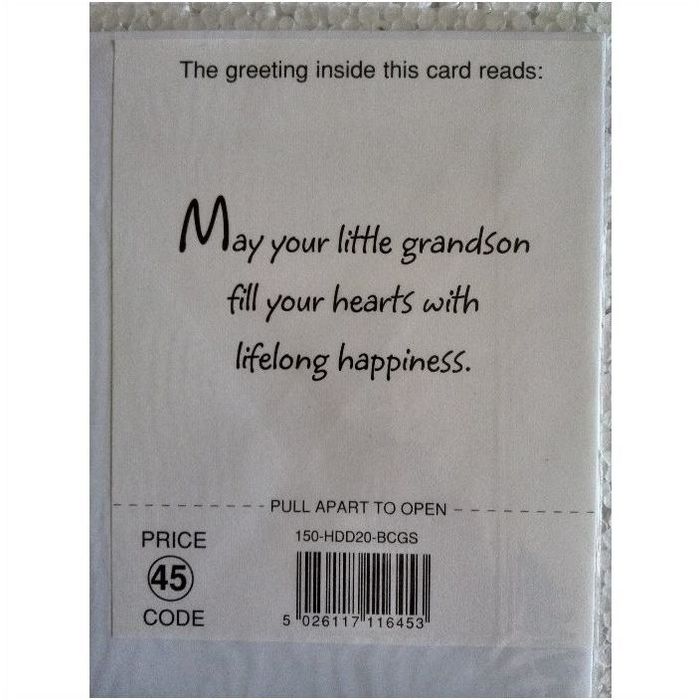 The greeting inside this card reads:
May your little grandson
fill your hearts with
lifelong happiness.
PULL APART TO OPEN
PRICE
45
CODE
150-HDD20-BCGS
5 026117 116453